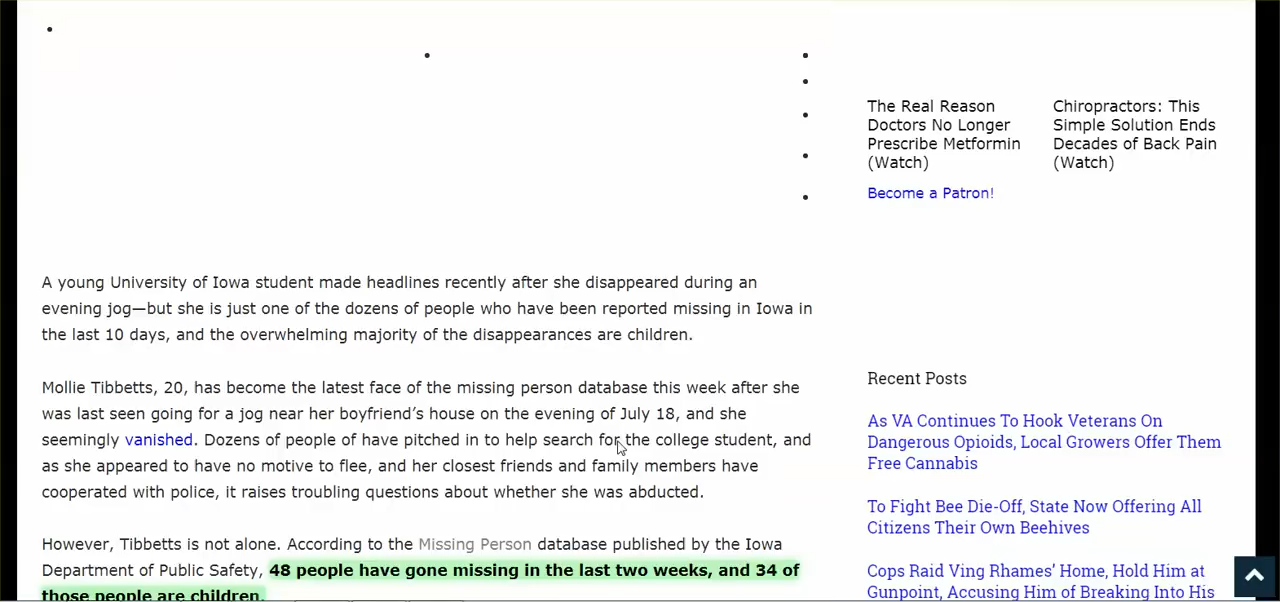 The Real Reason
Doctors No Longer
Prescribe Metformin
(Watch)
Chiropractors: This
Simple Solution Ends
Decades of Back Pain
(Watch)
Become a Patron!
A young University of Iowa student made headlines recently after she disappeared during an
evening jog—but she is just one of the dozens of people who have been reported missing in Iowa in
the last 10 days, and the overwhelming majority of the disappearances are children.
Mollie Tibbetts, 20, has become the latest face of the missing person database this week after she
was last seen going for a jog near her boyfriend’s house on the evening of July 18, and she
seemingly vanished. Dozens of people of have pitched in to help search for the college student, and
as she appeared to have no motive to flee, and her closest friends and family members have
cooperated with police, it raises troubling questions about whether she was abducted.
However, Tibbetts is not alone. According to the Missing Person database published by the Iowa
Department of Public Safety, 48 people have gone missing in the last two weeks, and 34 of
those people are children.
Recent Posts
As VA Continues To Hook Veterans On
Dangerous Opioids, Local Growers Offer Them
Free Cannabis
To Fight Bee Die-Off, State Now Offering All
Citizens Their Own Beehives
Cops Raid Ving Rhames’ Home, Hold Him at
Gunpoint, Accusing Him of Breaking Into His